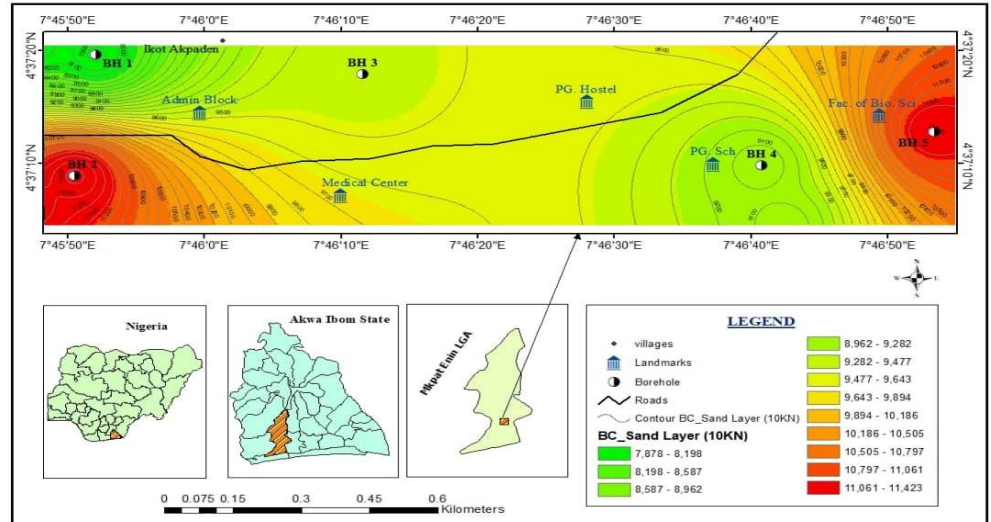 7°45'50"E 7°46'0"E 7°46'10"E 7°46'20"E 7°46'30"E 7°46'40"E 7°46'50"E
4°37'20"N
4°37'10"N
4°37'20"N
4°37'10"N
Ikot Akpaden
BH 1
BH 3
Admin Block
PG. Hostel
Fac. of Bio. Sci.
BH 5
BH 2
PG. Sch
BH 4
Medical Center
7°45'50"E 7°46'0"E 7°46'10"E 7°46'20"E 7°46'30"E 7°46'40"E 7°46'50"E
N
W E
S
Nigeria
Akwa Ibom State
Mkpat Enin LGA
LEGEND
villages
Landmarks
Borehole
Roads
Contour BC_Sand Layer (10KN)
BC_Sand Layer (10KN)
7,878 - 8,198
8,198 - 8,587
8,587 - 8,962
8,962 - 9,282
9,282 - 9,477
9,477 - 9,643
9,643 - 9,894
9,894 - 10,186
10,186 - 10,505
10,505 - 10,797
10,797 - 11,061
11,061 - 11,423
0 0.075 0.15 0.3 0.45 0.6
Kilometers